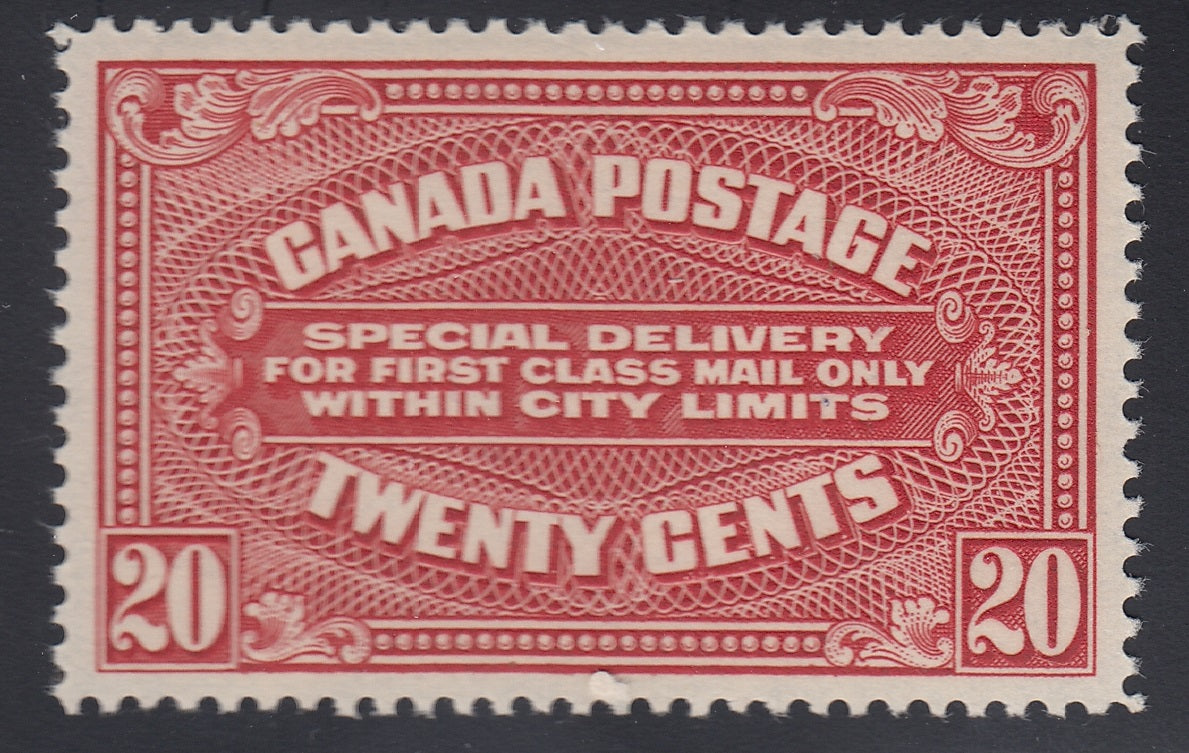 CANADA POSTAGE
SPECIAL DELIVERY
FOR FIRST CLASS MAIL ONLY
WITHIN CITY LIMITS
TWENTY CENTS
20 20